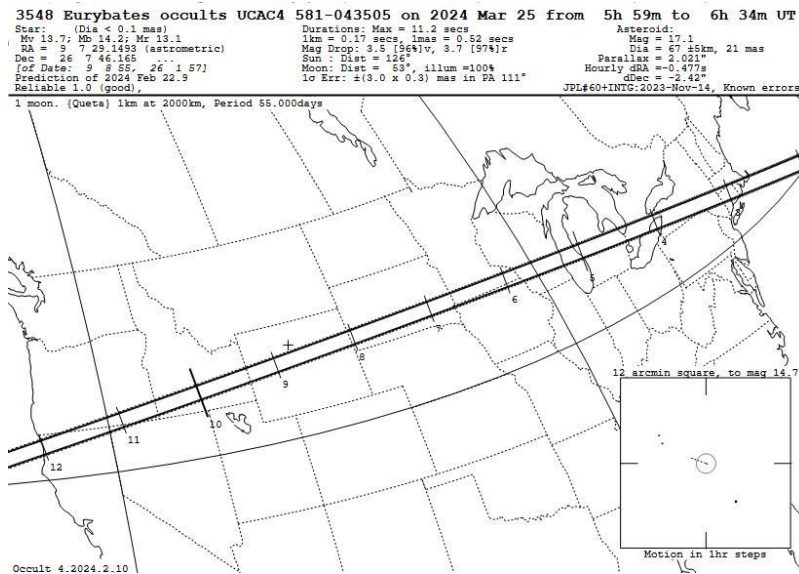 3548 Eurybates occults UCAC4 581-043505 on 2024 Mar 25 from 5h 59m to 6h 34m UT
Star: (Dia < 0.1 mas)
Mv 13.7; Mb 14.2; Mr 13.1
RA = 9 7 29.1493 (astrometric)
Dec = 26 7 46.165 ...
[of Date: 9 8 55, 26 1 57]
Prediction of 2024 Feb 22.9
Reliable 1.0 (good),
Durations: Max = 11.2 secs
1km = 0.17 secs, 1mas = 0.52 secs
Mag Drop: 3.5 [96%]v, 3.7 [97%]r
Sun : Dist = 126°
Moon: Dist = 53°, illum =100%
1σ Err: ±(3.0 x 0.3) mas in PA 111°
Asteroid:
Mag = 17.1
Dia = 67 ±5km, 21 mas
Parallax = 2.021"
Hourly dRA =-0.477s
dDec = -2.42"
JPL#60+INTG:2023-Nov-14, Known errors
1 moon. {Queta} 1km at 2000km, Period 55.000days
3
4
5
6
7
8
9
10
11
12
12 arcmin square, to mag 14.7
Motion in 1hr steps
Occult 4.2024.2.10